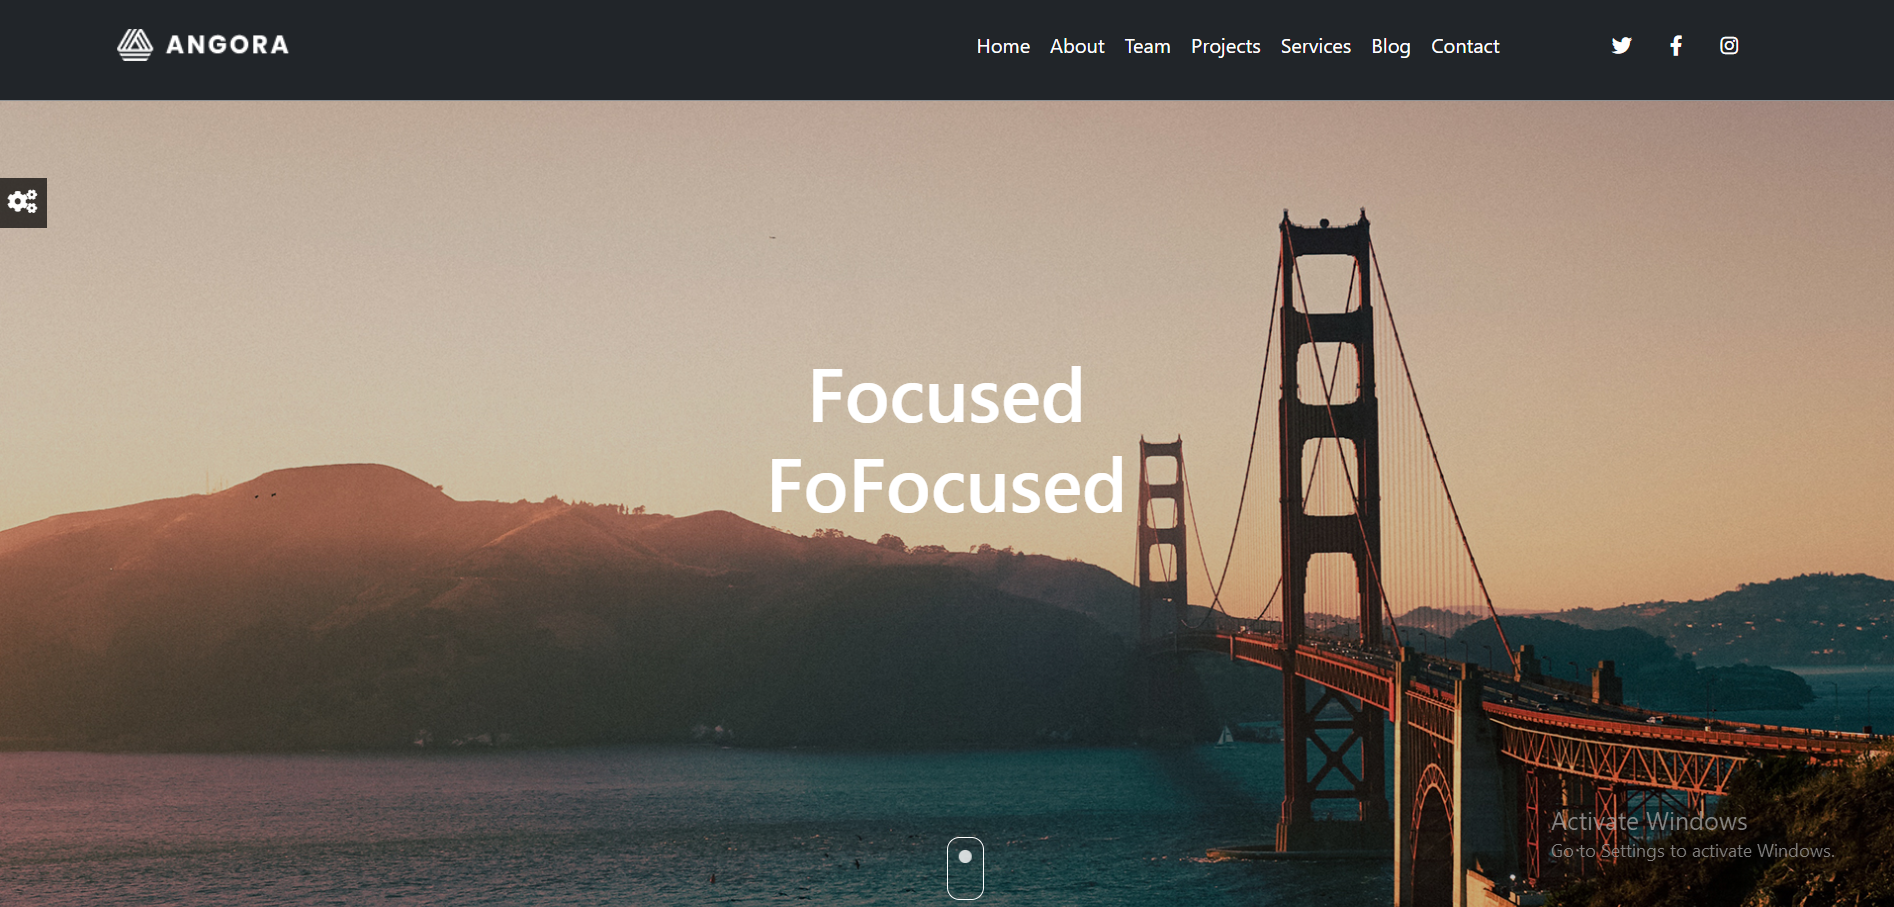 ANGORA
Home About Team Projects Services Blog Contact
Focused
FoFocused
Activate Windows
Go to Settings to activate Windows.